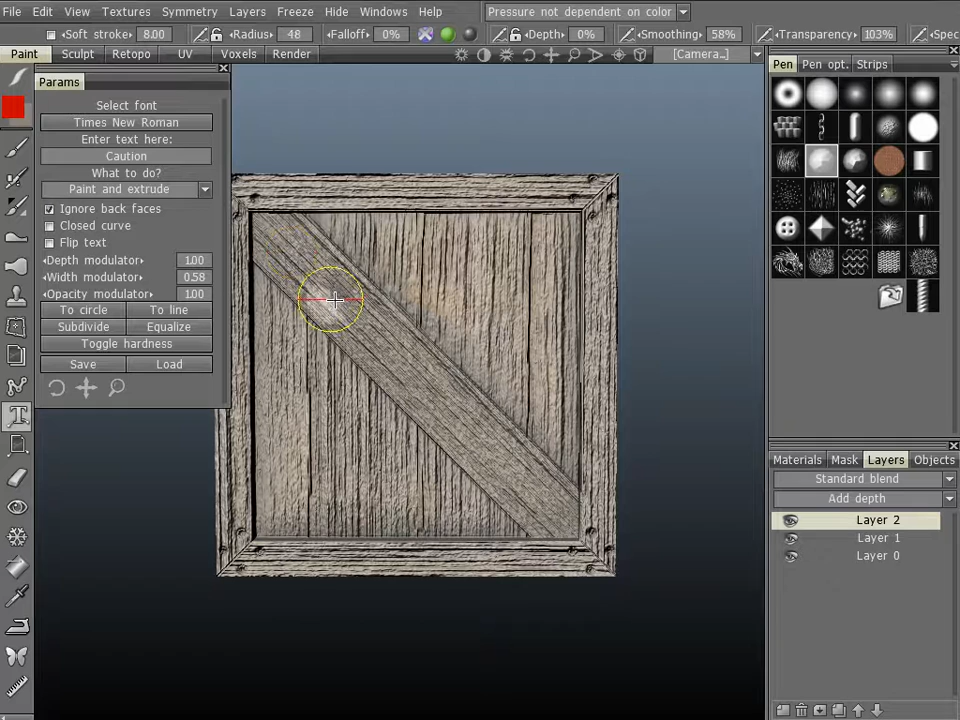 File Edit View Textures Symmetry Layers Freeze Hide Windows Help Pressure not dependent on color
Soft stroke: 8.00 Radius: 48 Falloff: 0% Depth: 0% Smoothing: 58% Transparency: 103% Spec
Paint Sculpt Retopo UV Voxels Render [Camera_]
Pen Pen opt. Strips
Params
Select font
Times New Roman
Enter text here:
Caution
What to do?
Paint and extrude
Ignore back faces
Closed curve
Flip text
Depth modulator 1.00
Width modulator 0.58
Opacity modulator 1.00
To circle To line
Subdivide Equalize
Toggle hardness
Save Load
Materials Mask Layers Objects
Standard blend
Add depth
Layer 2
Layer 1
Layer 0